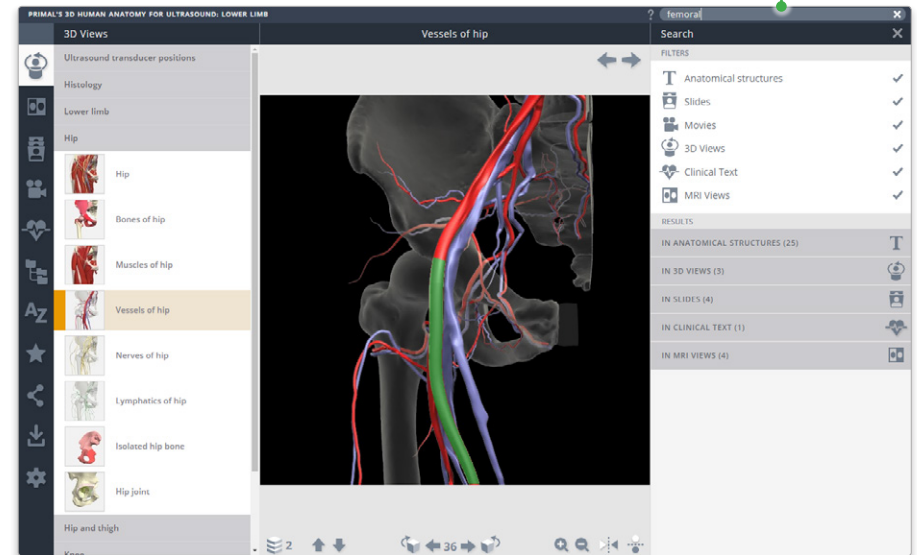 PRIMAL'S 3D HUMAN ANATOMY FOR ULTRASOUND: LOWER LIMB
? femoral
3D Views
Vessels of hip
Search
Ultrasound transducer positions
Histology
Lower limb
Hip
Hip
Bones of hip
Muscles of hip
Vessels of hip
Nerves of hip
Lymphatics of hip
Isolated hip bone
Hip joint
Hip and thigh
Knee
AZ
2
36
FILTERS
T Anatomical structures
Slides
Movies
3D Views
Clinical Text
MRI Views
RESULTS
IN ANATOMICAL STRUCTURES (25) T
IN 3D VIEWS (3)
IN SLIDES (4)
IN CLINICAL TEXT (1)
IN MRI VIEWS (4)